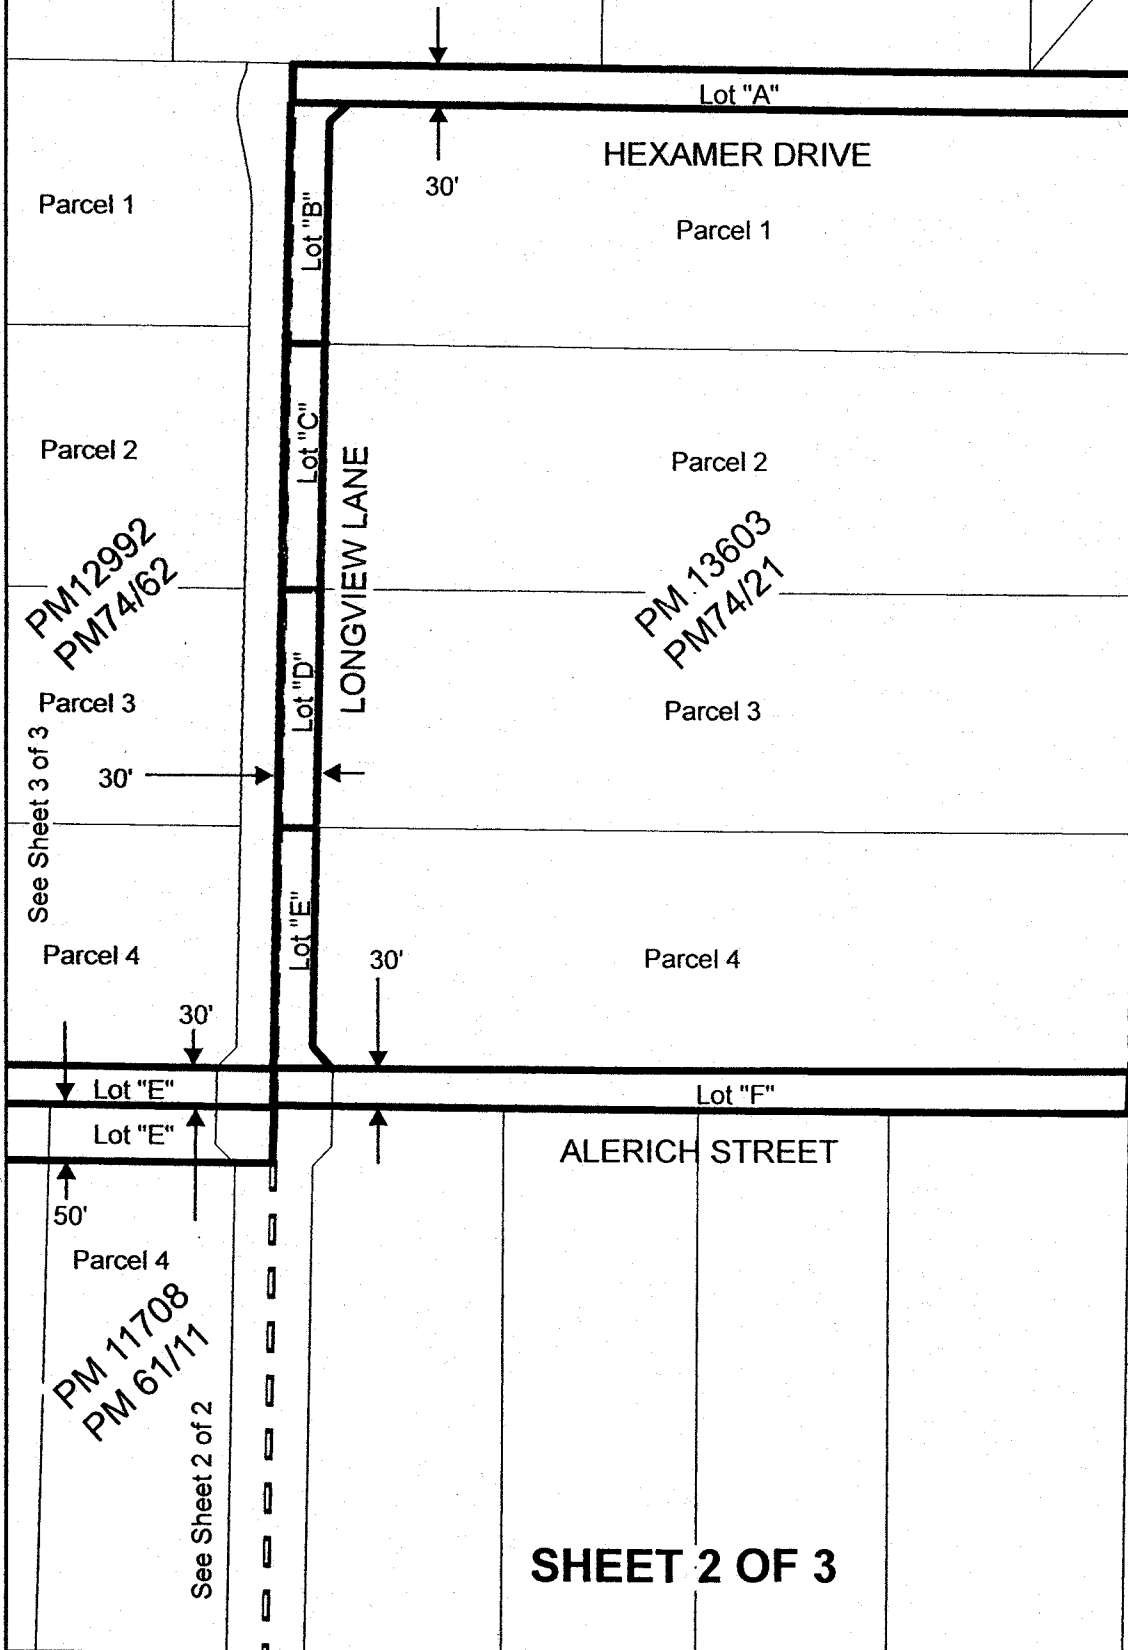 Lot "A"
HEXAMER DRIVE
30'
Parcel 1
Lot "B"
Parcel 1
Parcel 2
Lot "C"
LONGVIEW LANE
Parcel 2
PM12992
PM74/62
PM 13603
PM74/21
Parcel 3
Lot "D"
Parcel 3
See Sheet 3 of 3
30'
Parcel 4
Lot "E"
30'
Parcel 4
30'
Lot "E"
Lot "F"
Lot "E"
ALERICH STREET
50'
Parcel 4
PM 11708
PM 61/11
See Sheet 2 of 2
SHEET 2 OF 3